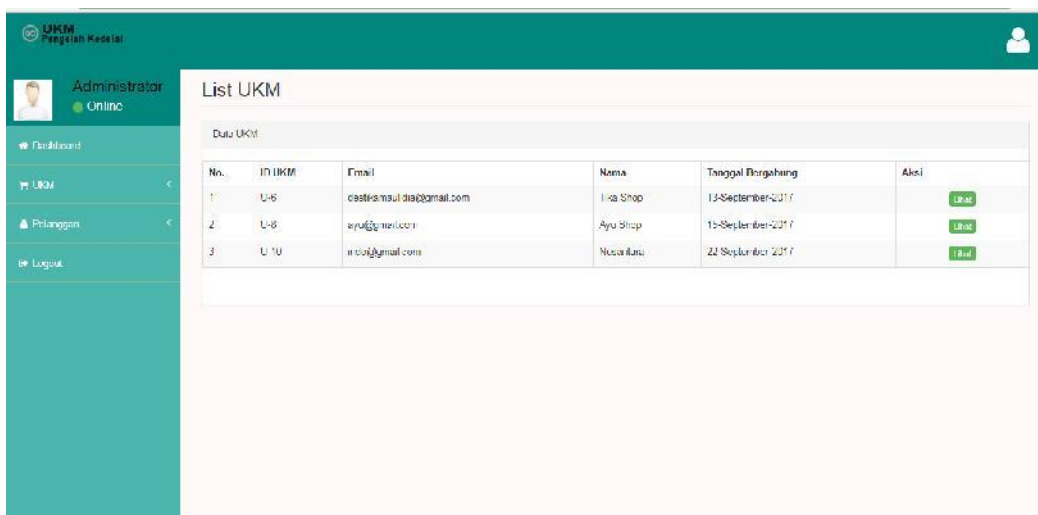 UKM
Pengolah Kedelai
Administrator
Online
Dashboard
UKM
Pelanggan
Logout
List UKM
Data UKM
No. ID UKM Email Nama Tanggal Bergabung Aksi
1 U-6 Tika Shop 13-September-2017 Lihat
2 U-8 ayu@gmail.com Ayu Shop 15-September-2017 Lihat
3 U-10 Nusantara 22-September-2017 Lihat